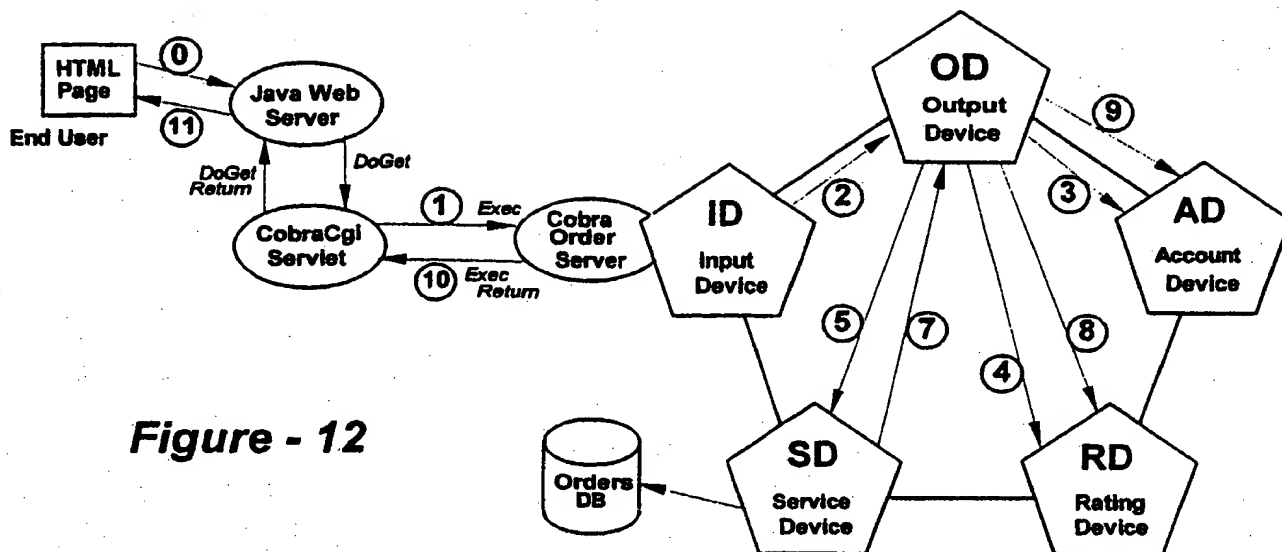 0
HTML
Page
11
End User
Java Web
Server
DoGet
Return
DoGet
CobraCgi
Servlet
1
Exec
10
Exec
Return
Cobra
Order
Server
ID
Input
Device
2
OD
Output
Device
9
3
AD
Account
Device
5
7
4
8
SD
Service
Device
RD
Rating
Device
Orders
DB
Figure - 12